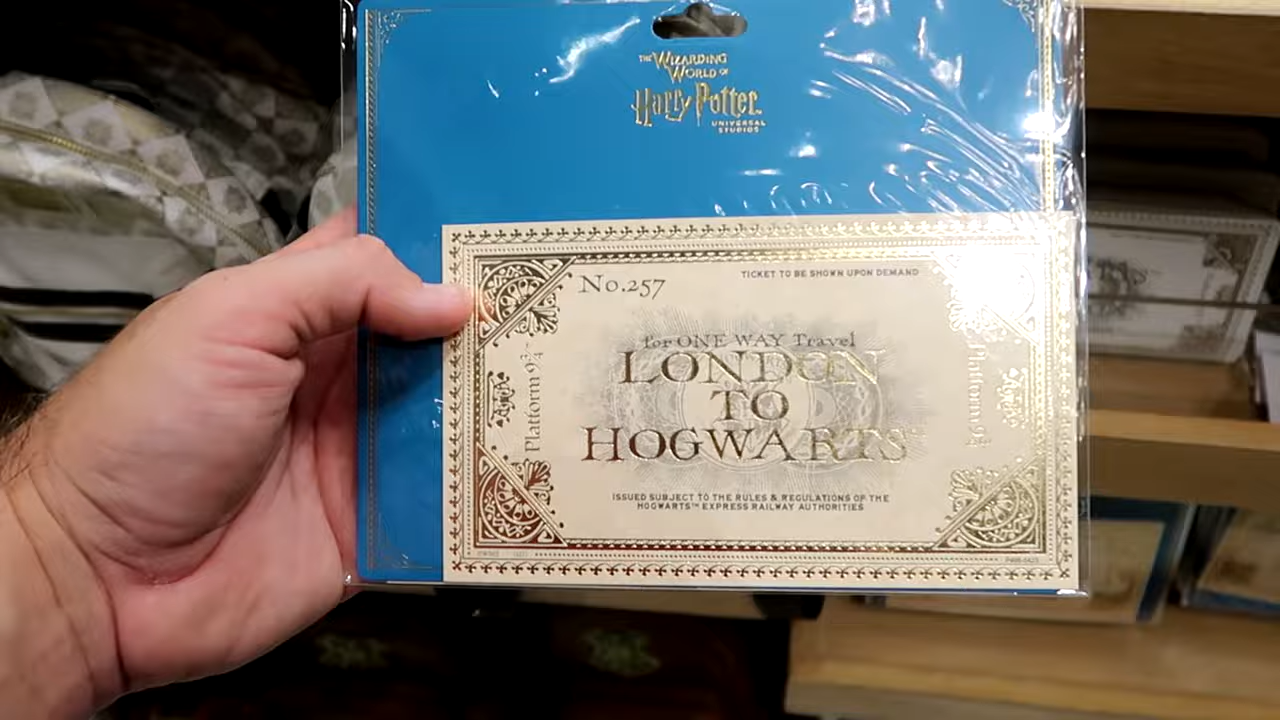 THE WIZARDING
WORLD OF
Harry Potter
UNIVERSAL
STUDIOS
No.257
TICKET TO BE SHOWN UPON DEMAND
for ONE WAY Travel
LONDON
TO
HOGWARTS
Platform 9¾
Platform 9¾
ISSUED SUBJECT TO THE RULES & REGULATIONS OF THE
HOGWARTS™ EXPRESS RAILWAY AUTHORITIES